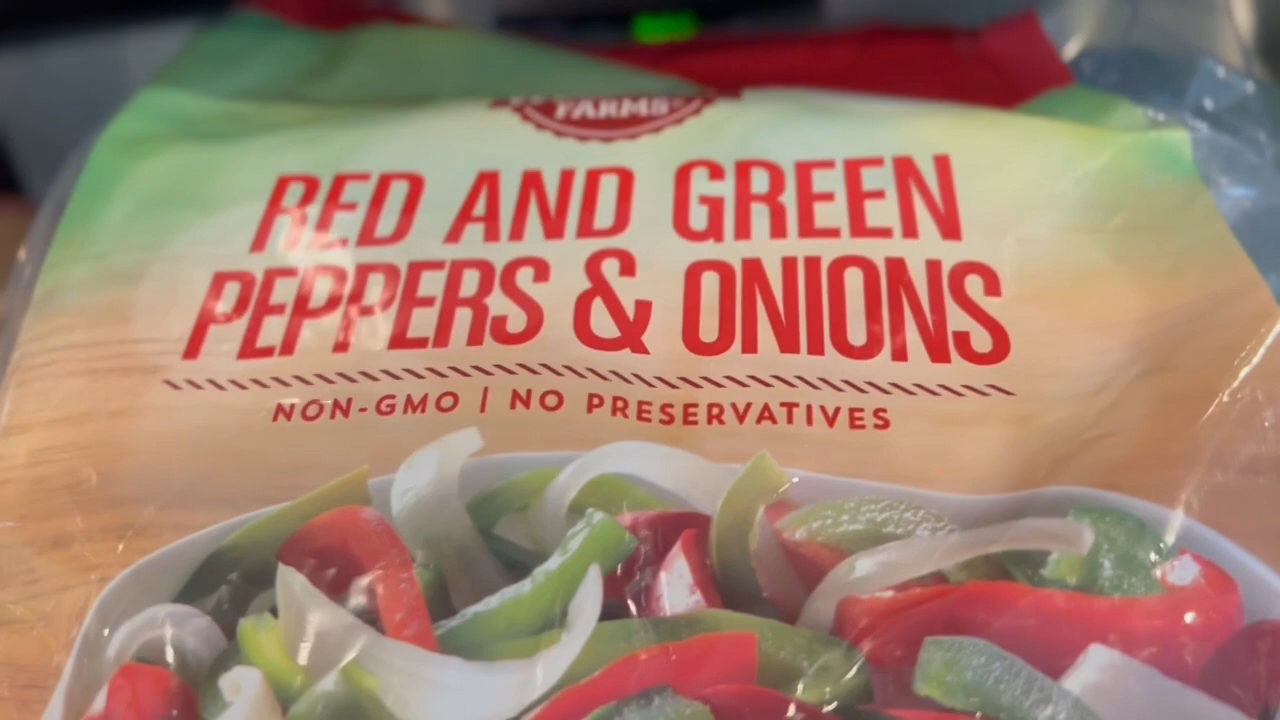 FARMS
RED AND GREEN
PEPPERS & ONIONS
NON-GMO | NO PRESERVATIVES